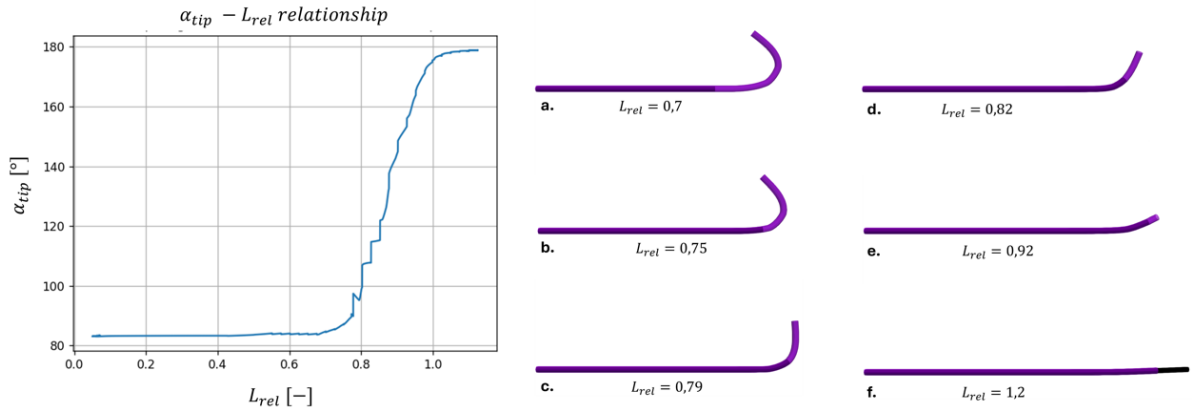 α_tip − L_rel relationship
180
160
140
120
100
80
0.0 0.2 0.4 0.6 0.8 1.0
α_tip [°]
L_rel [−]
a. L_rel = 0,7
b. L_rel = 0,75
c. L_rel = 0,79
d. L_rel = 0,82
e. L_rel = 0,92
f. L_rel = 1,2